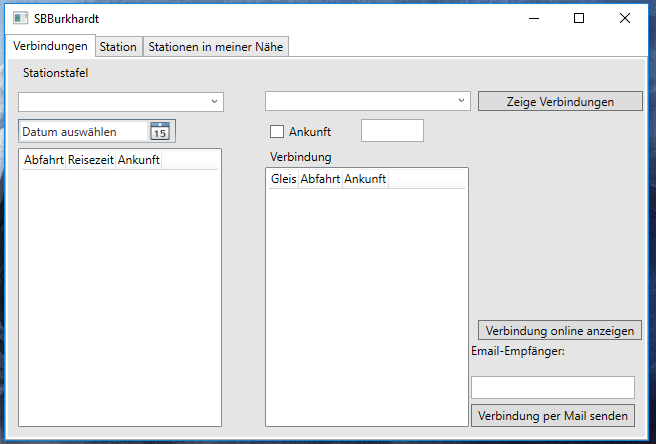 SBBurkhardt
Verbindungen Station Stationen in meiner Nähe
Stationstafel
Zeige Verbindungen
Datum auswählen 15
Ankunft
Verbindung
Abfahrt Reisezeit Ankunft
Gleis Abfahrt Ankunft
Verbindung online anzeigen
Email-Empfänger:
Verbindung per Mail senden